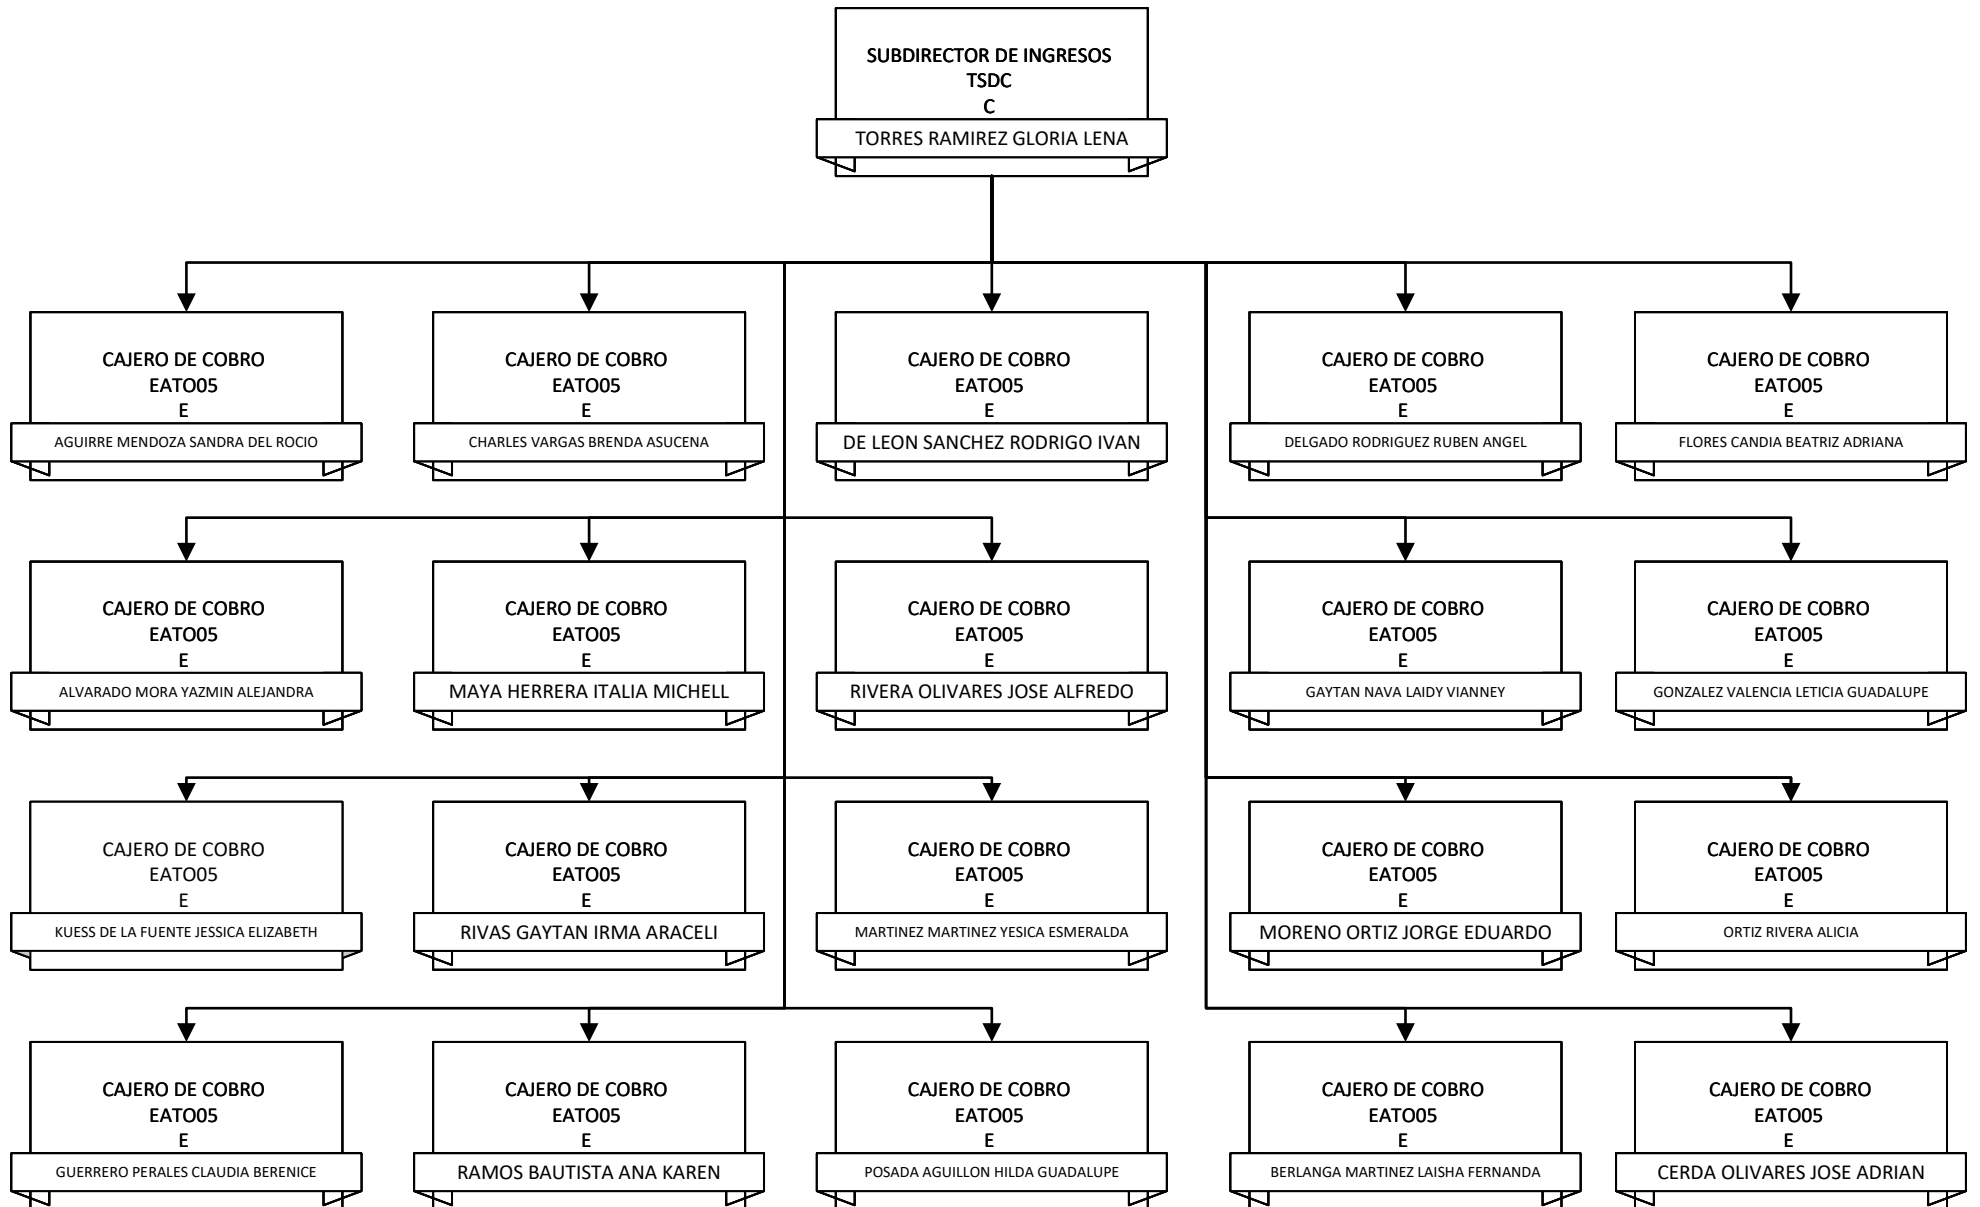 SUBDIRECTOR DE INGRESOS
TSDC
C
TORRES RAMIREZ GLORIA LENA
CAJERO DE COBRO
EATO05
E
AGUIRRE MENDOZA SANDRA DEL ROCIO
CAJERO DE COBRO
EATO05
E
CHARLES VARGAS BRENDA ASUCENA
CAJERO DE COBRO
EATO05
E
DE LEON SANCHEZ RODRIGO IVAN
CAJERO DE COBRO
EATO05
E
DELGADO RODRIGUEZ RUBEN ANGEL
CAJERO DE COBRO
EATO05
E
FLORES CANDIA BEATRIZ ADRIANA
CAJERO DE COBRO
EATO05
E
ALVARADO MORA YAZMIN ALEJANDRA
CAJERO DE COBRO
EATO05
E
MAYA HERRERA ITALIA MICHELL
CAJERO DE COBRO
EATO05
E
RIVERA OLIVARES JOSE ALFREDO
CAJERO DE COBRO
EATO05
E
GAYTAN NAVA LAIDY VIANNEY
CAJERO DE COBRO
EATO05
E
GONZALEZ VALENCIA LETICIA GUADALUPE
CAJERO DE COBRO
EATO05
E
KUESS DE LA FUENTE JESSICA ELIZABETH
CAJERO DE COBRO
EATO05
E
RIVAS GAYTAN IRMA ARACELI
CAJERO DE COBRO
EATO05
E
MARTINEZ MARTINEZ YESICA ESMERALDA
CAJERO DE COBRO
EATO05
E
MORENO ORTIZ JORGE EDUARDO
CAJERO DE COBRO
EATO05
E
ORTIZ RIVERA ALICIA
CAJERO DE COBRO
EATO05
E
GUERRERO PERALES CLAUDIA BERENICE
CAJERO DE COBRO
EATO05
E
RAMOS BAUTISTA ANA KAREN
CAJERO DE COBRO
EATO05
E
POSADA AGUILLON HILDA GUADALUPE
CAJERO DE COBRO
EATO05
E
BERLANGA MARTINEZ LAISHA FERNANDA
CAJERO DE COBRO
EATO05
E
CERDA OLIVARES JOSE ADRIAN